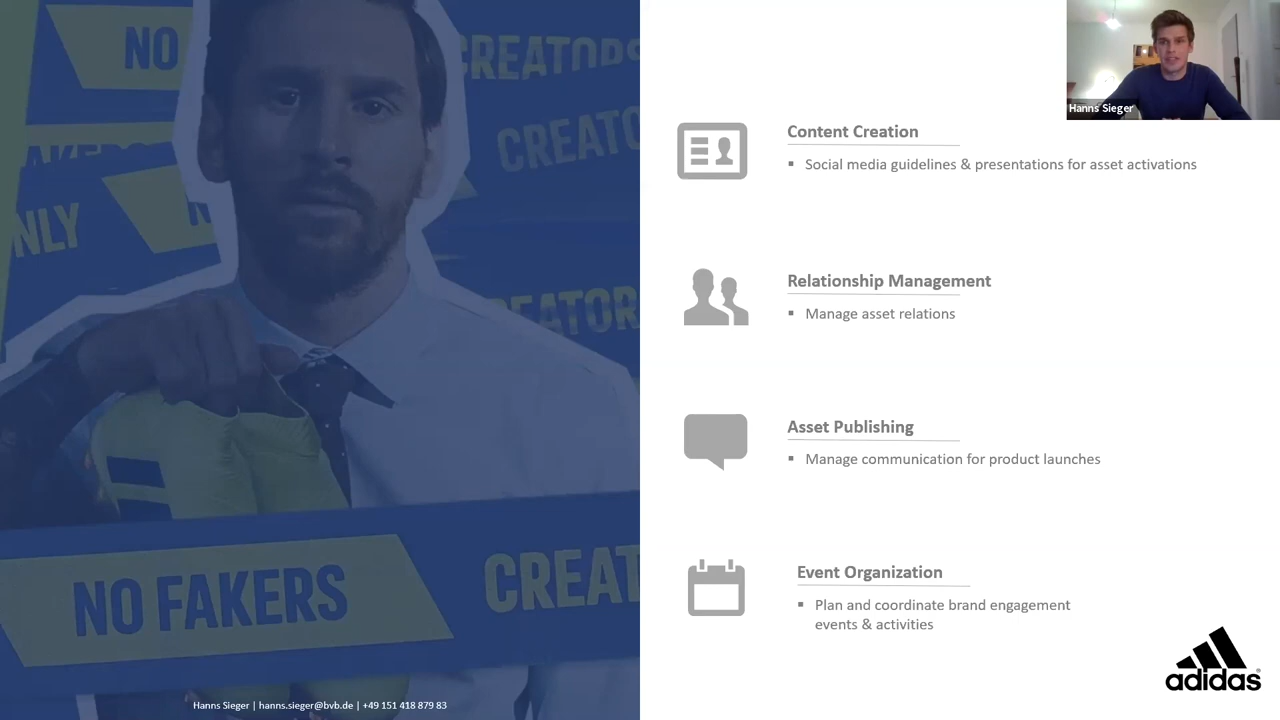 NO
CREATORS
CREATO
NLY
CREATOR
NO FAKERS
CREAT
Hanns Sieger | hanns.sieger@bvb.de | +49 151 418 879 83
Hanns Sieger
Content Creation
▪ Social media guidelines & presentations for asset activations
Relationship Management
▪ Manage asset relations
Asset Publishing
▪ Manage communication for product launches
Event Organization
▪ Plan and coordinate brand engagement
events & activities
adidas